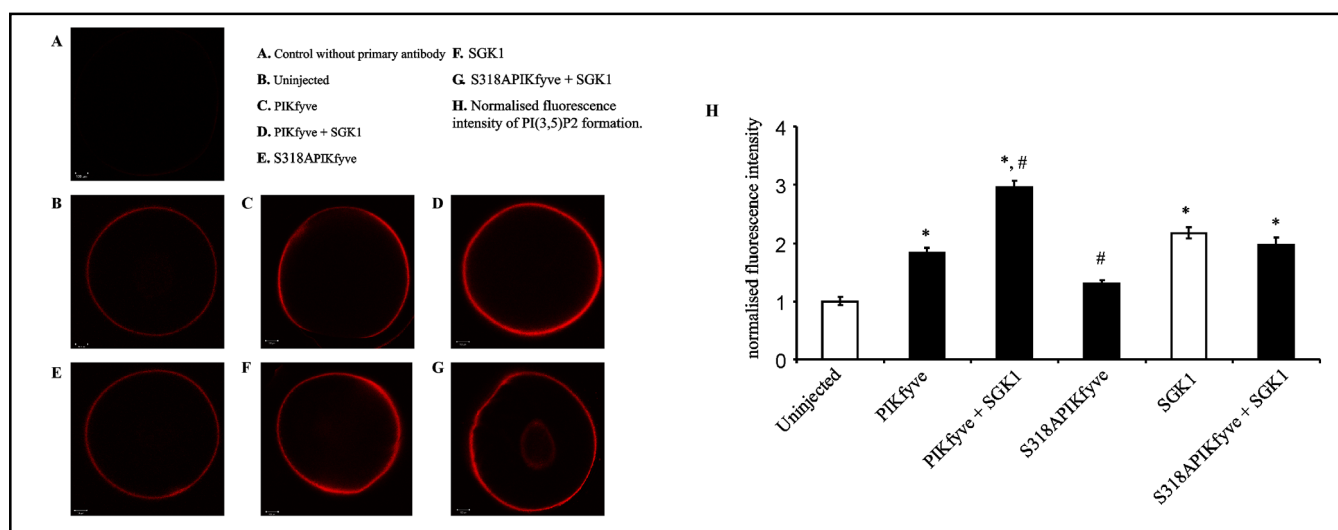 A
A. Control without primary antibody
B. Uninjected
C. PIKfyve
D. PIKfyve + SGK1
E. S318APIKfyve
F. SGK1
G. S318APIKfyve + SGK1
H. Normalised fluorescence
intensity of PI(3,5)P2 formation.
B
C
D
E
F
G
H
normalised fluorescence intensity
4
3
2
1
0
*
*, #
#
*
*
Uninjected
PIKfyve
PIKfyve + SGK1
S318APIKfyve
SGK1
S318APIKfyve + SGK1